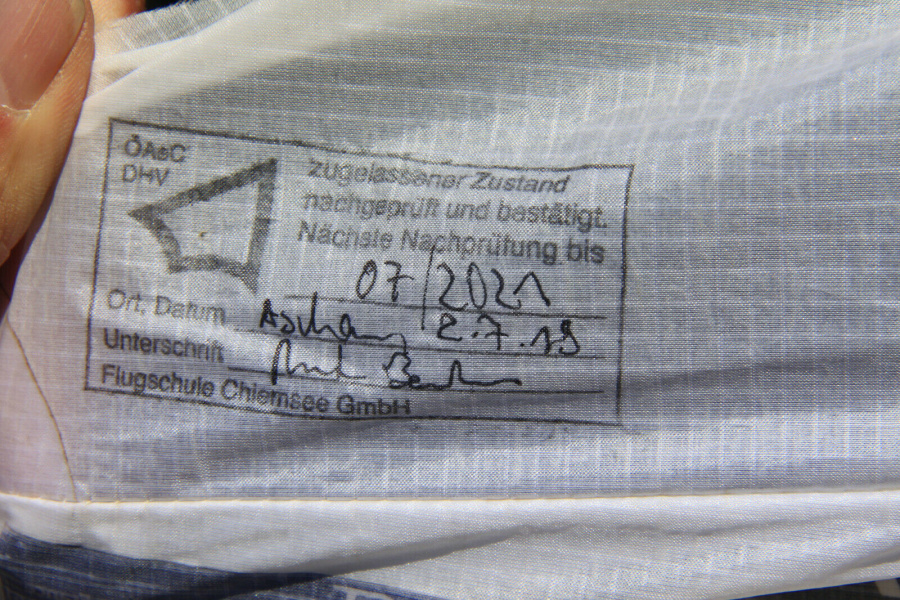 ÖAeC
DHV
zugelassener Zustand
nachgeprüft und bestätigt.
Nächste Nachprüfung bis
07/2021
Ort, Datum Aschau, 2.7.19
Unterschrift
Flugschule Chiemsee GmbH